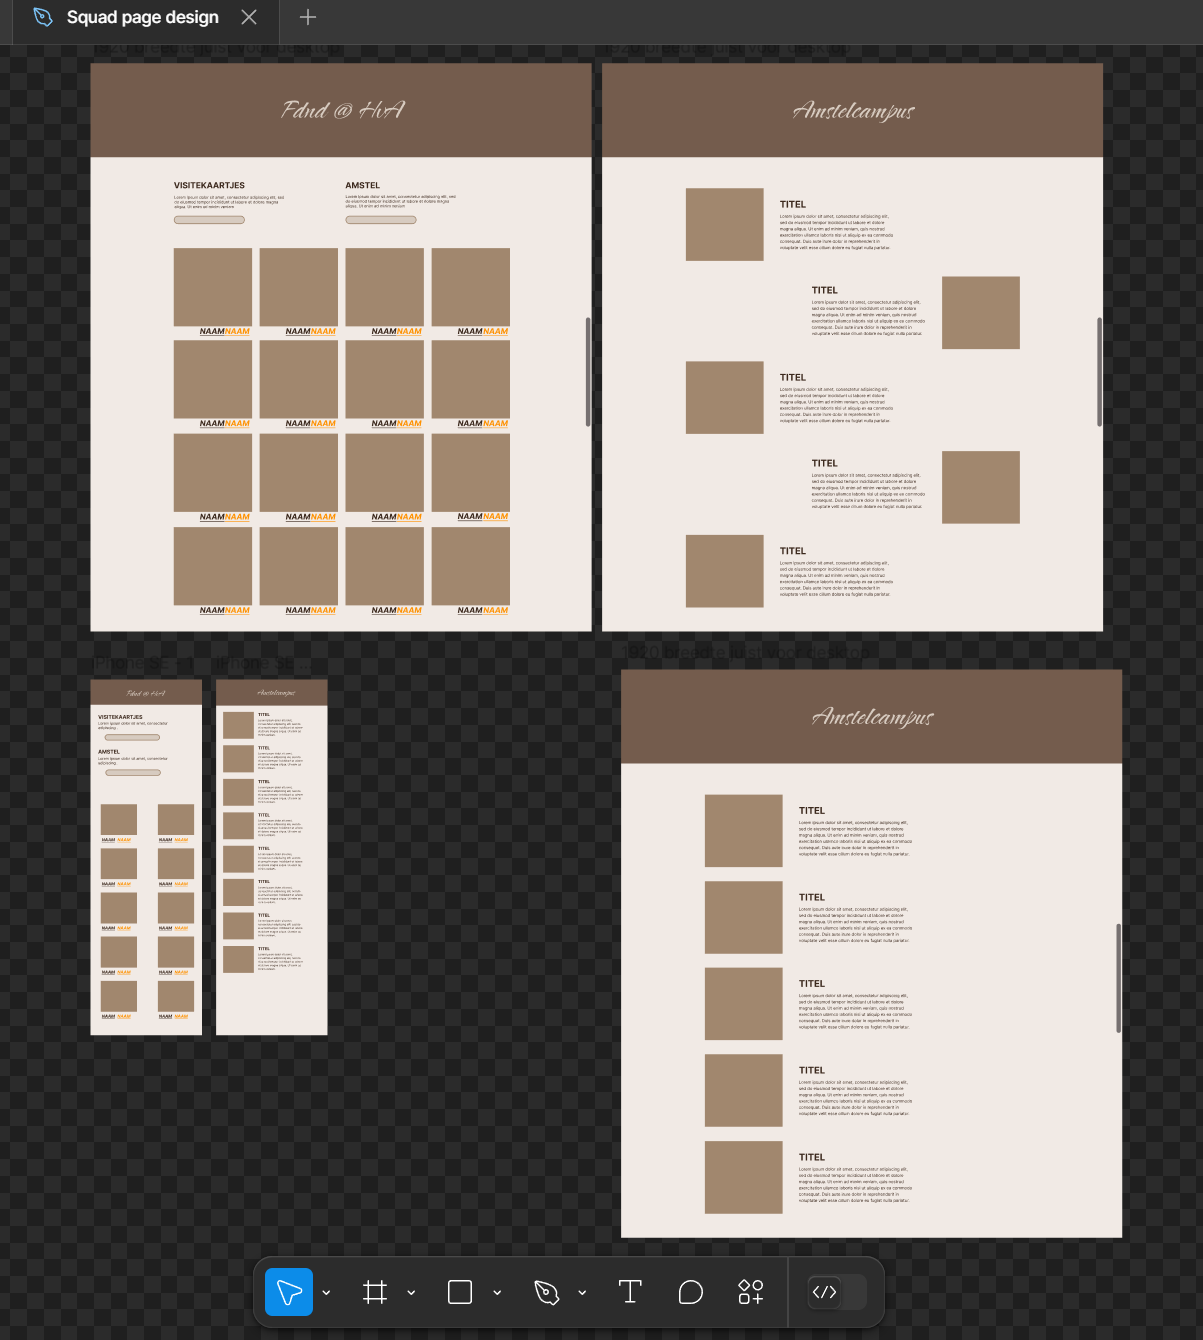 Squad page design
1920 breedte juist voor desktop
1920 breedte juist voor desktop
Fdnd @ HvA
VISITEKAARTJES
Lorem ipsum dolor sit amet, consectetur adipiscing elit, sed
do eiusmod tempor incididunt ut labore et dolore magna
aliqua. Ut enim ad minim veniam
AMSTEL
Lorem ipsum dolor sit amet, consectetur adipiscing elit, sed
do eiusmod tempor incididunt ut labore et dolore magna
aliqua. Ut enim ad minim veniam
NAAMNAAM NAAMNAAM NAAMNAAM NAAMNAAM
NAAMNAAM NAAMNAAM NAAMNAAM NAAMNAAM
NAAMNAAM NAAMNAAM NAAMNAAM NAAMNAAM
NAAMNAAM NAAMNAAM NAAMNAAM NAAMNAAM
Amstelcampus
TITEL
Lorem ipsum dolor sit amet, consectetur adipiscing elit,
sed do eiusmod tempor incididunt ut labore et dolore
magna aliqua. Ut enim ad minim veniam, quis nostrud
exercitation ullamco laboris nisi ut aliquip ex ea commodo
consequat. Duis aute irure dolor in reprehenderit in
voluptate velit esse cillum dolore eu fugiat nulla pariatur.
TITEL
Lorem ipsum dolor sit amet, consectetur adipiscing elit,
sed do eiusmod tempor incididunt ut labore et dolore
magna aliqua. Ut enim ad minim veniam, quis nostrud
exercitation ullamco laboris nisi ut aliquip ex ea commodo
consequat. Duis aute irure dolor in reprehenderit in
voluptate velit esse cillum dolore eu fugiat nulla pariatur.
TITEL
Lorem ipsum dolor sit amet, consectetur adipiscing elit,
sed do eiusmod tempor incididunt ut labore et dolore
magna aliqua. Ut enim ad minim veniam, quis nostrud
exercitation ullamco laboris nisi ut aliquip ex ea commodo
consequat. Duis aute irure dolor in reprehenderit in
voluptate velit esse cillum dolore eu fugiat nulla pariatur.
TITEL
Lorem ipsum dolor sit amet, consectetur adipiscing elit,
sed do eiusmod tempor incididunt ut labore et dolore
magna aliqua. Ut enim ad minim veniam, quis nostrud
exercitation ullamco laboris nisi ut aliquip ex ea commodo
consequat. Duis aute irure dolor in reprehenderit in
voluptate velit esse cillum dolore eu fugiat nulla pariatur.
TITEL
Lorem ipsum dolor sit amet, consectetur adipiscing elit,
sed do eiusmod tempor incididunt ut labore et dolore
magna aliqua. Ut enim ad minim veniam, quis nostrud
exercitation ullamco laboris nisi ut aliquip ex ea commodo
consequat. Duis aute irure dolor in reprehenderit in
voluptate velit esse cillum dolore eu fugiat nulla pariatur.
iPhone SE - 1
iPhone SE ...
Fdnd @ HvA
VISITEKAARTJES
Lorem ipsum dolor sit amet, consectetur
adipiscing.
AMSTEL
Lorem ipsum dolor sit amet, consectetur
adipiscing.
NAAM NAAM NAAM NAAM
NAAM NAAM NAAM NAAM
NAAM NAAM NAAM NAAM
NAAM NAAM NAAM NAAM
NAAM NAAM NAAM NAAM
Amstelcampus
TITEL
TITEL
TITEL
TITEL
TITEL
TITEL
TITEL
TITEL
1920 breedte juist voor desktop
Amstelcampus
TITEL
Lorem ipsum dolor sit amet, consectetur adipiscing elit,
sed do eiusmod tempor incididunt ut labore et dolore
magna aliqua. Ut enim ad minim veniam, quis nostrud
exercitation ullamco laboris nisi ut aliquip ex ea commodo
consequat. Duis aute irure dolor in reprehenderit in
voluptate velit esse cillum dolore eu fugiat nulla pariatur.
TITEL
Lorem ipsum dolor sit amet, consectetur adipiscing elit,
sed do eiusmod tempor incididunt ut labore et dolore
magna aliqua. Ut enim ad minim veniam, quis nostrud
exercitation ullamco laboris nisi ut aliquip ex ea commodo
consequat. Duis aute irure dolor in reprehenderit in
voluptate velit esse cillum dolore eu fugiat nulla pariatur.
TITEL
Lorem ipsum dolor sit amet, consectetur adipiscing elit,
sed do eiusmod tempor incididunt ut labore et dolore
magna aliqua. Ut enim ad minim veniam, quis nostrud
exercitation ullamco laboris nisi ut aliquip ex ea commodo
consequat. Duis aute irure dolor in reprehenderit in
voluptate velit esse cillum dolore eu fugiat nulla pariatur.
TITEL
Lorem ipsum dolor sit amet, consectetur adipiscing elit,
sed do eiusmod tempor incididunt ut labore et dolore
magna aliqua. Ut enim ad minim veniam, quis nostrud
exercitation ullamco laboris nisi ut aliquip ex ea commodo
consequat. Duis aute irure dolor in reprehenderit in
voluptate velit esse cillum dolore eu fugiat nulla pariatur.
TITEL
Lorem ipsum dolor sit amet, consectetur adipiscing elit,
sed do eiusmod tempor incididunt ut labore et dolore
magna aliqua. Ut enim ad minim veniam, quis nostrud
exercitation ullamco laboris nisi ut aliquip ex ea commodo
consequat. Duis aute irure dolor in reprehenderit in
voluptate velit esse cillum dolore eu fugiat nulla pariatur.